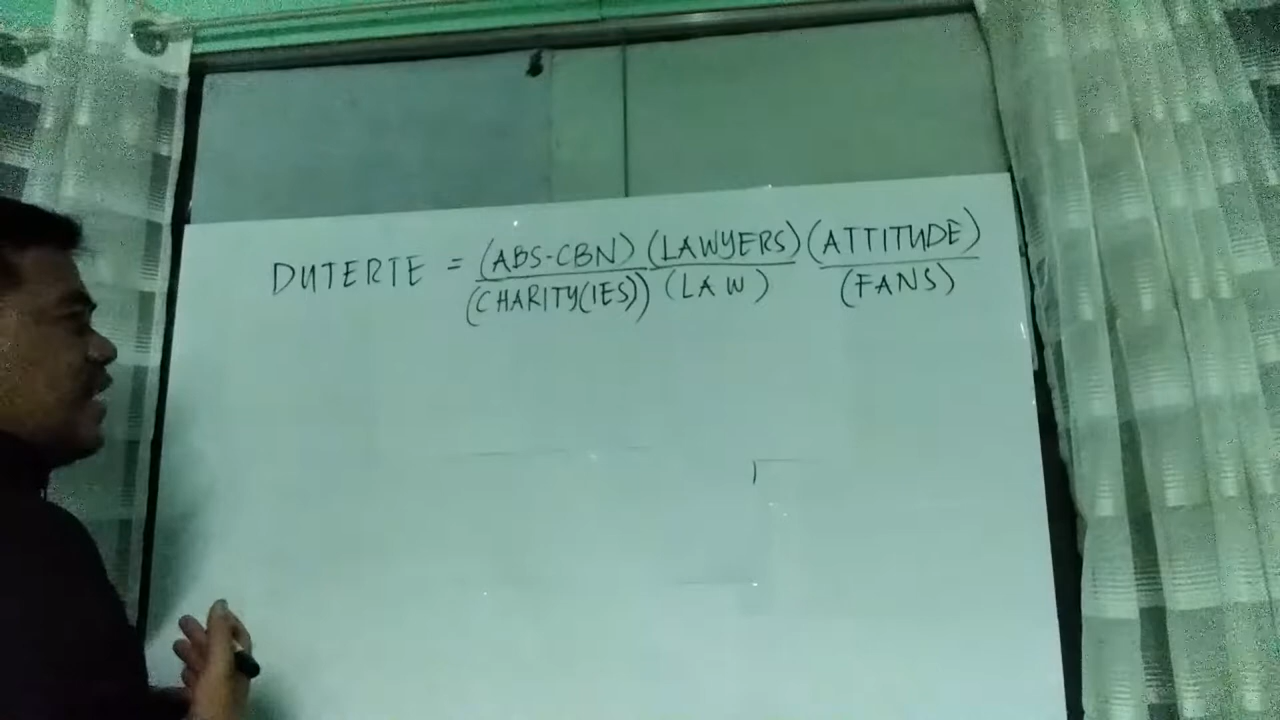 DUTERTE = (ABS-CBN) (LAWYERS) (ATTITUDE)
(CHARITY(IES)) (LAW) (FANS)